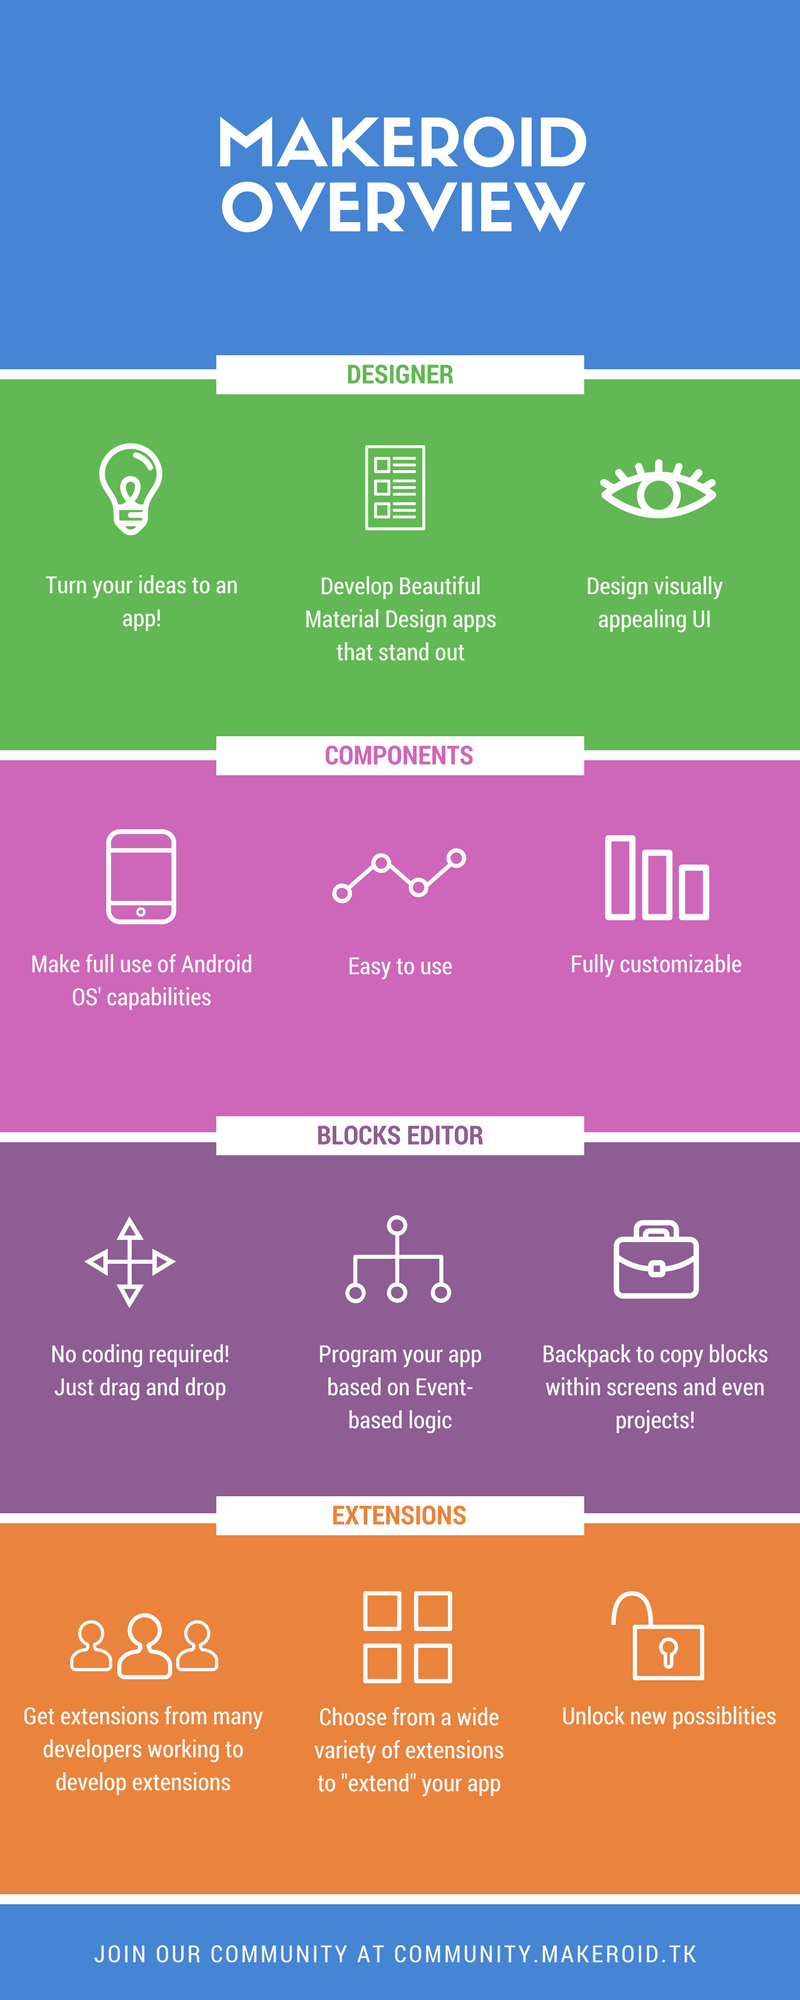 MAKEROID
OVERVIEW
DESIGNER
Turn your ideas to an
app!
Develop Beautiful
Material Design apps
that stand out
Design visually
appealing UI
COMPONENTS
Make full use of Android
OS' capabilities
Easy to use
Fully customizable
BLOCKS EDITOR
No coding required!
Just drag and drop
Program your app
based on Event-
based logic
Backpack to copy blocks
within screens and even
projects!
EXTENSIONS
Get extensions from many
developers working to
develop extensions
Choose from a wide
variety of extensions
to "extend" your app
Unlock new possiblities
JOIN OUR COMMUNITY AT COMMUNITY.MAKEROID.TK